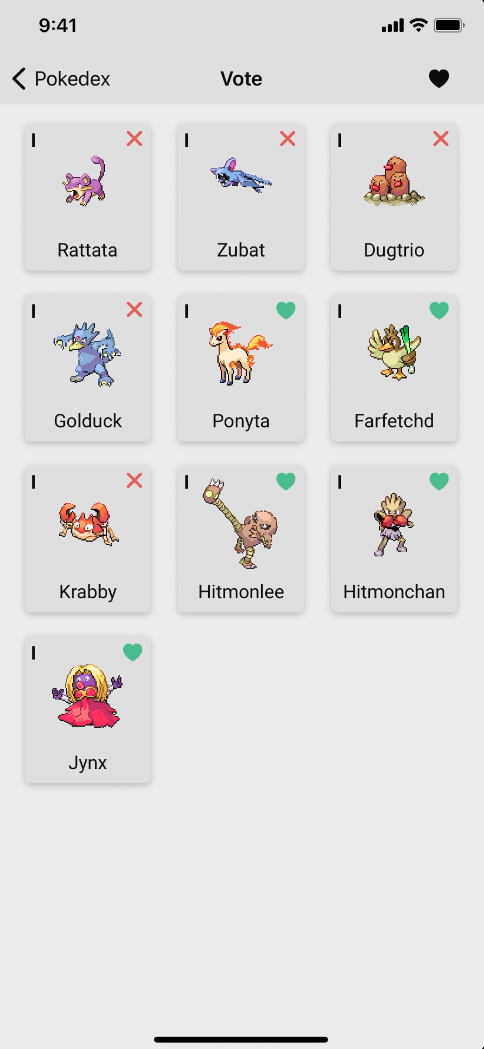 9:41
Pokedex Vote
I I I
Rattata Zubat Dugtrio
I I I
Golduck Ponyta Farfetchd
I I I
Krabby Hitmonlee Hitmonchan
I
Jynx